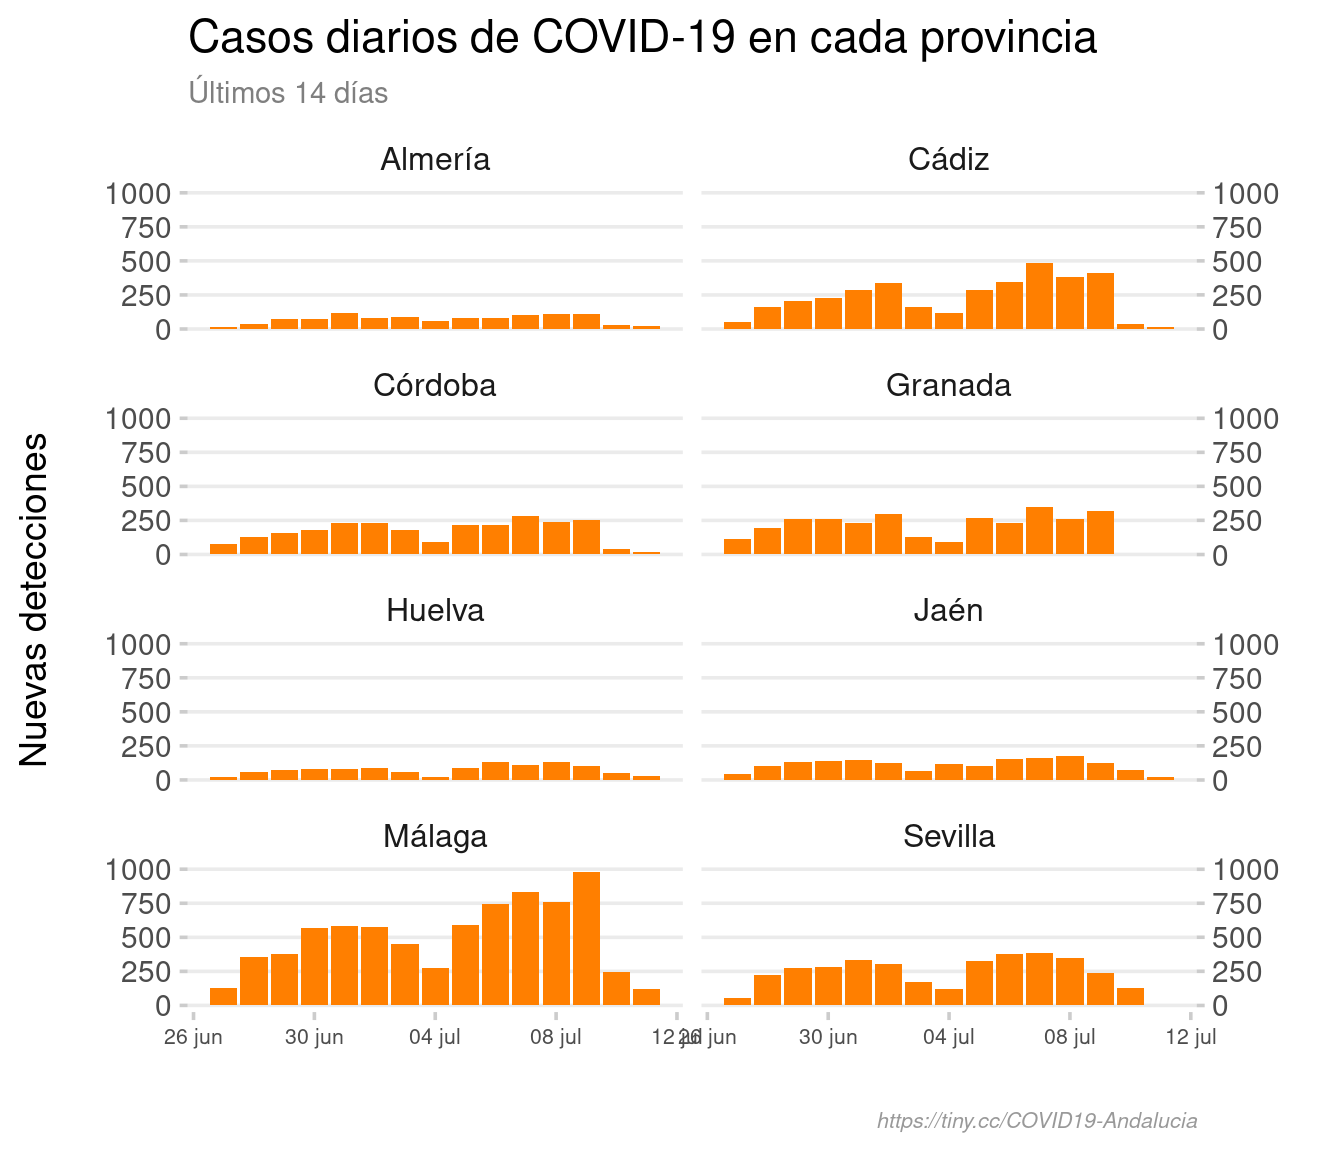 Casos diarios de COVID-19 en cada provincia
Últimos 14 días
Nuevas detecciones
Almería
Cádiz
1000
750
500
250
0
1000
750
500
250
0
Córdoba
Granada
1000
750
500
250
0
1000
750
500
250
0
Huelva
Jaén
1000
750
500
250
0
1000
750
500
250
0
Málaga
Sevilla
1000
750
500
250
0
1000
750
500
250
0
26 jun 30 jun 04 jul 08 jul 12 jul
26 jun 30 jun 04 jul 08 jul 12 jul
https://tiny.cc/COVID19-Andalucia